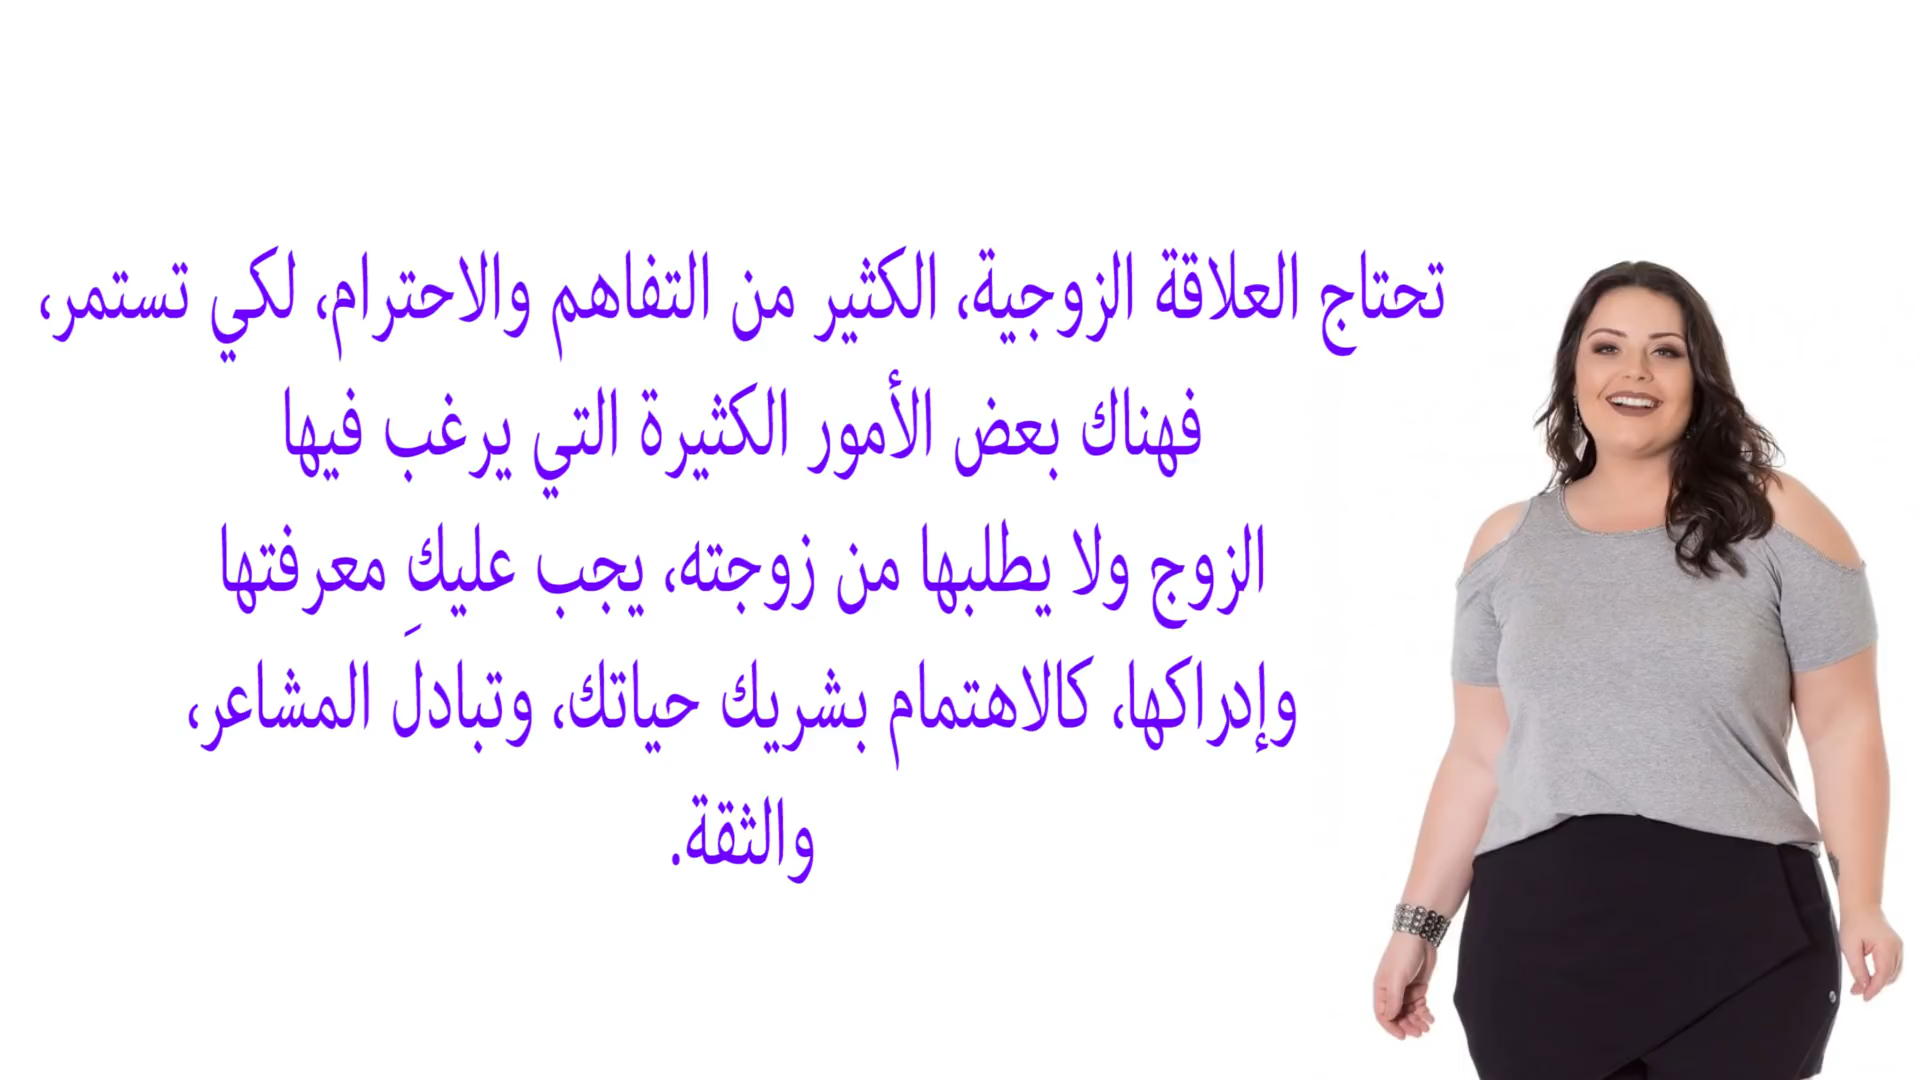 تحتاج العلاقة الزوجية، الكثير من التفاهم والاحترام، لكي تستمر،
فهناك بعض الأمور الكثيرة التي يرغب فيها
الزوج ولا يطلبها من زوجته، يجب عليكِ معرفتها
وإدراكها، كالاهتمام بشريك حياتك، وتبادل المشاعر،
والثقة.